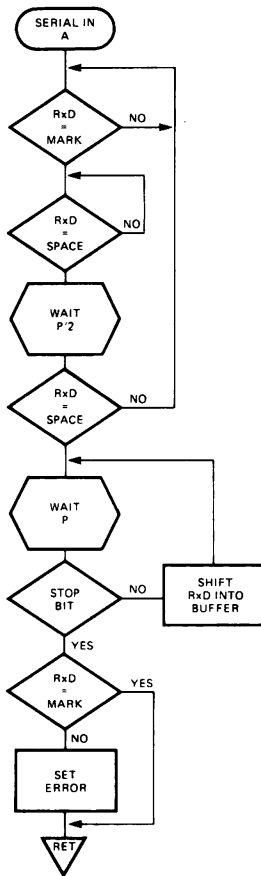 SERIAL IN
A
RxD
=
MARK
NO
RxD
=
SPACE
NO
WAIT
P'2
RxD
=
SPACE
NO
WAIT
P
STOP
BIT
NO
SHIFT
RxD INTO
BUFFER
YES
RxD
=
MARK
YES
NO
SET
ERROR
RET